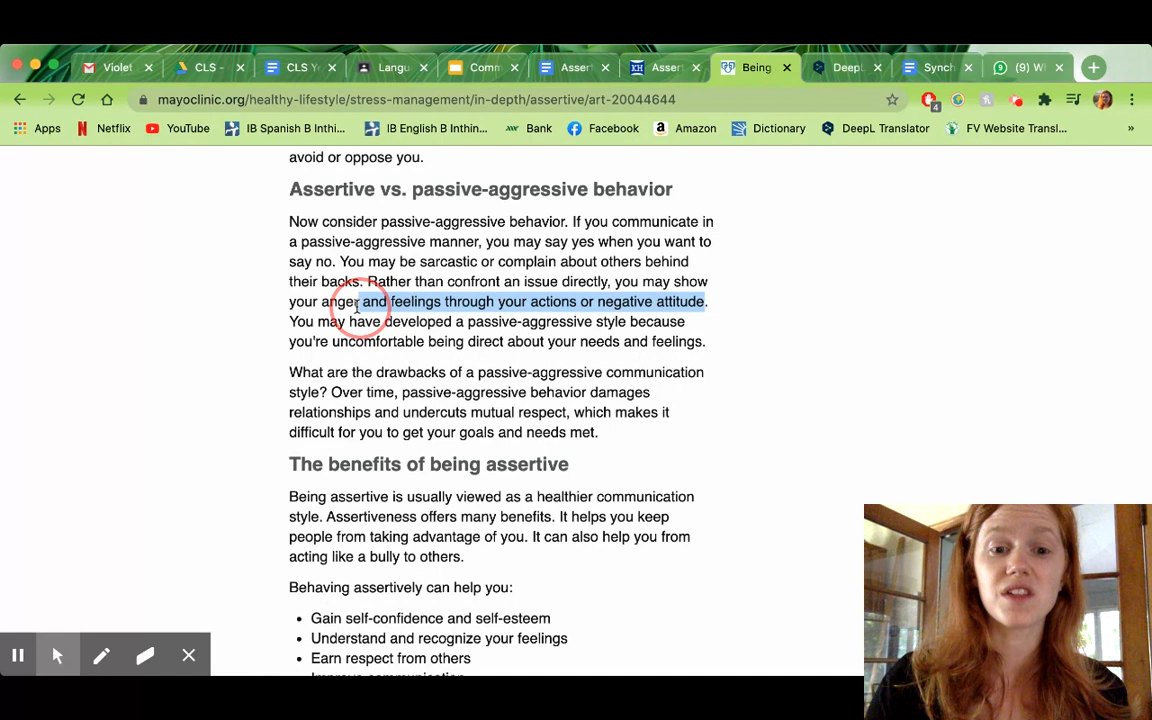 Violet
CLS -
CLS Y
Langu
Comm
Assert
Assert
Being
DeepL
Synch
(9) W
mayoclinic.org/healthy-lifestyle/stress-management/in-depth/assertive/art-20044644
4
Apps
Netflix
YouTube
IB Spanish B Inthi...
IB English B Inthin...
Bank
Facebook
Amazon
Dictionary
DeepL Translator
FV Website Transl...
»
avoid or oppose you.
Assertive vs. passive-aggressive behavior
Now consider passive-aggressive behavior. If you communicate in
a passive-aggressive manner, you may say yes when you want to
say no. You may be sarcastic or complain about others behind
their backs. Rather than confront an issue directly, you may show
your anger and feelings through your actions or negative attitude.
You may have developed a passive-aggressive style because
you're uncomfortable being direct about your needs and feelings.
What are the drawbacks of a passive-aggressive communication
style? Over time, passive-aggressive behavior damages
relationships and undercuts mutual respect, which makes it
difficult for you to get your goals and needs met.
The benefits of being assertive
Being assertive is usually viewed as a healthier communication
style. Assertiveness offers many benefits. It helps you keep
people from taking advantage of you. It can also help you from
acting like a bully to others.
Behaving assertively can help you:
• Gain self-confidence and self-esteem
• Understand and recognize your feelings
• Earn respect from others